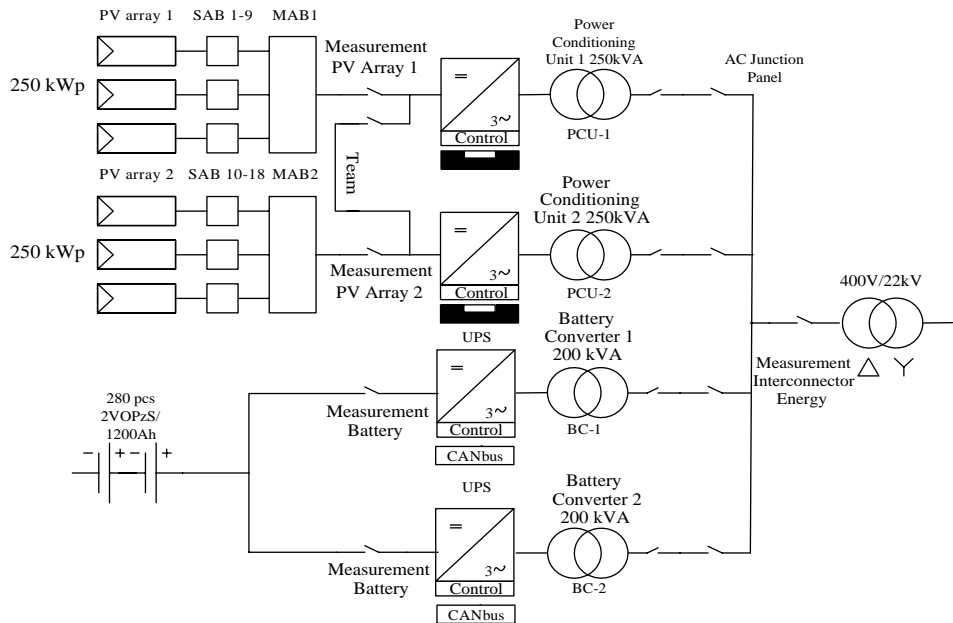 PV array 1
SAB 1-9
MAB1
250 kWp
Measurement
PV Array 1
Power
Conditioning
Unit 1 250kVA
AC Junction
Panel
=
3~
Control
PCU-1
Team
PV array 2
SAB 10-18
MAB2
250 kWp
Measurement
PV Array 2
Power
Conditioning
Unit 2 250kVA
=
3~
Control
PCU-2
400V/22kV
Measurement
Interconnector
Energy
UPS
Battery
Converter 1
200 kVA
=
3~
Control
CANbus
BC-1
Measurement
Battery
280 pcs
2VOPzS/
1200Ah
- + - +
UPS
Battery
Converter 2
200 kVA
=
3~
Control
CANbus
BC-2
Measurement
Battery